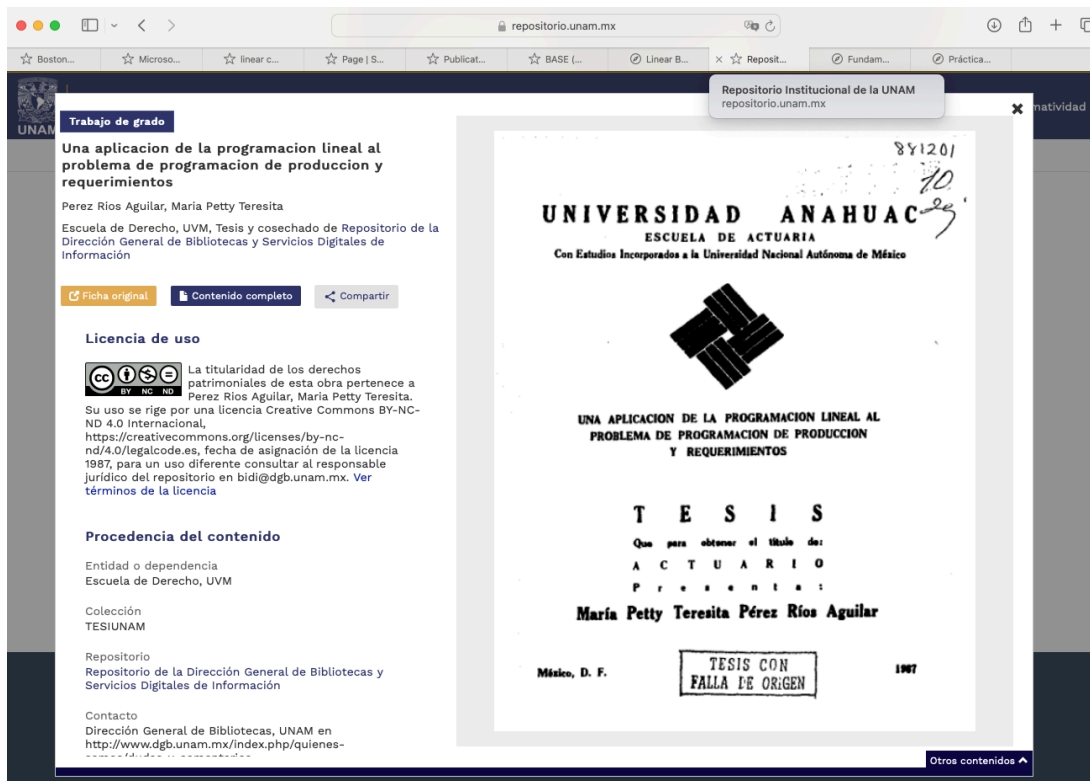 repositorio.unam.mx
Boston...
Microso...
linear c...
Page | S...
Publicat...
BASE (...
Linear B...
Reposit...
Fundam...
Práctica...
Repositorio Institucional de la UNAM
repositorio.unam.mx
UNAM
matividad
Trabajo de grado
Una aplicacion de la programacion lineal al
problema de programacion de produccion y
requerimientos
Perez Rios Aguilar, Maria Petty Teresita
Escuela de Derecho, UVM, Tesis y cosechado de Repositorio de la
Dirección General de Bibliotecas y Servicios Digitales de
Información
Ficha original
Contenido completo
Compartir
Licencia de uso
cc
BY NC ND
La titularidad de los derechos
patrimoniales de esta obra pertenece a
Perez Rios Aguilar, Maria Petty Teresita.
Su uso se rige por una licencia Creative Commons BY-NC-
ND 4.0 Internacional,
https://creativecommons.org/licenses/by-nc-
nd/4.0/legalcode.es, fecha de asignación de la licencia
1987, para un uso diferente consultar al responsable
jurídico del repositorio en bidi@dgb.unam.mx. Ver
términos de la licencia
Procedencia del contenido
Entidad o dependencia
Escuela de Derecho, UVM
Colección
TESIUNAM
Repositorio
Repositorio de la Dirección General de Bibliotecas y
Servicios Digitales de Información
Contacto
Dirección General de Bibliotecas, UNAM en
http://www.dgb.unam.mx/index.php/quienes-
881201
10
UNIVERSIDAD ANAHUAC
ESCUELA DE ACTUARIA
Con Estudios Incorporados a la Universidad Nacional Autónoma de México
UNA APLICACION DE LA PROGRAMACION LINEAL AL
PROBLEMA DE PROGRAMACION DE PRODUCCION
Y REQUERIMIENTOS
TESIS
Que para obtener el título de:
ACTUARIO
Presenta:
María Petty Teresita Pérez Ríos Aguilar
México, D. F.
TESIS CON
FALLA DE ORIGEN
1987
Otros contenidos